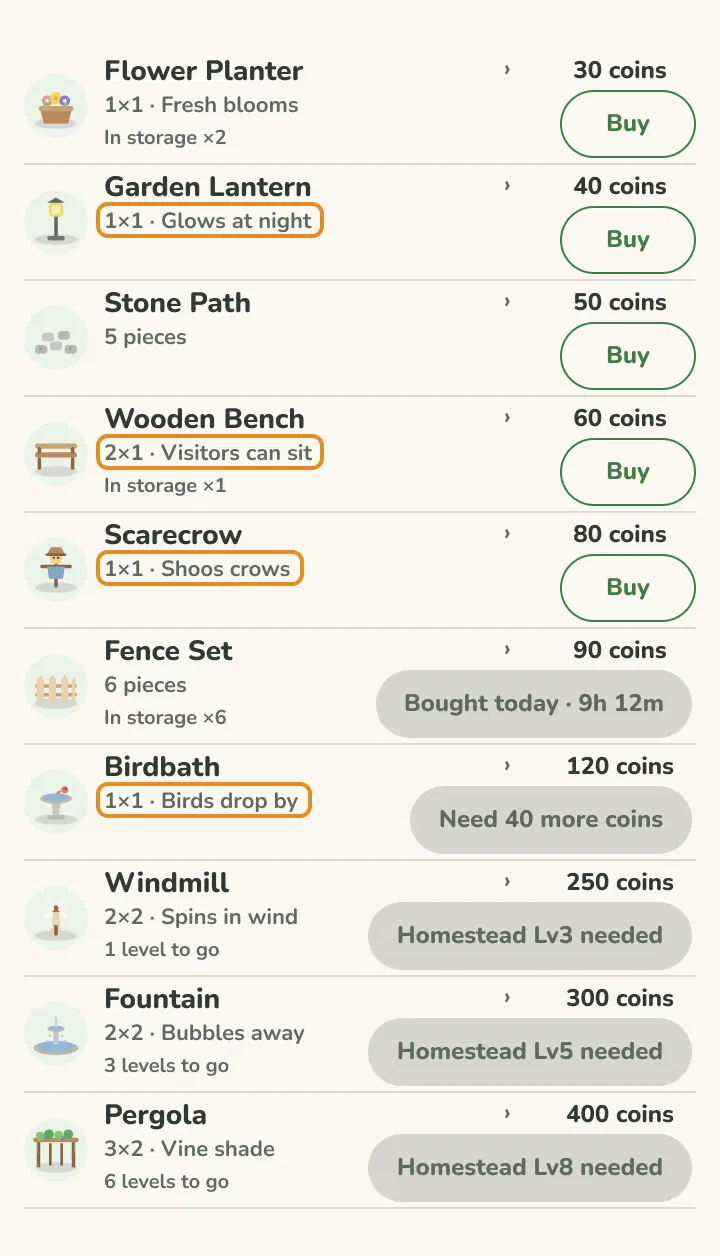 Flower Planter › 30 coins
1×1 · Fresh blooms
Buy
In storage ×2
Garden Lantern › 40 coins
1×1 · Glows at night
Buy
Stone Path › 50 coins
5 pieces
Buy
Wooden Bench › 60 coins
2×1 · Visitors can sit
Buy
In storage ×1
Scarecrow › 80 coins
1×1 · Shoos crows
Buy
Fence Set › 90 coins
6 pieces
Bought today · 9h 12m
In storage ×6
Birdbath › 120 coins
1×1 · Birds drop by
Need 40 more coins
Windmill › 250 coins
2×2 · Spins in wind
Homestead Lv3 needed
1 level to go
Fountain › 300 coins
2×2 · Bubbles away
Homestead Lv5 needed
3 levels to go
Pergola › 400 coins
3×2 · Vine shade
Homestead Lv8 needed
6 levels to go